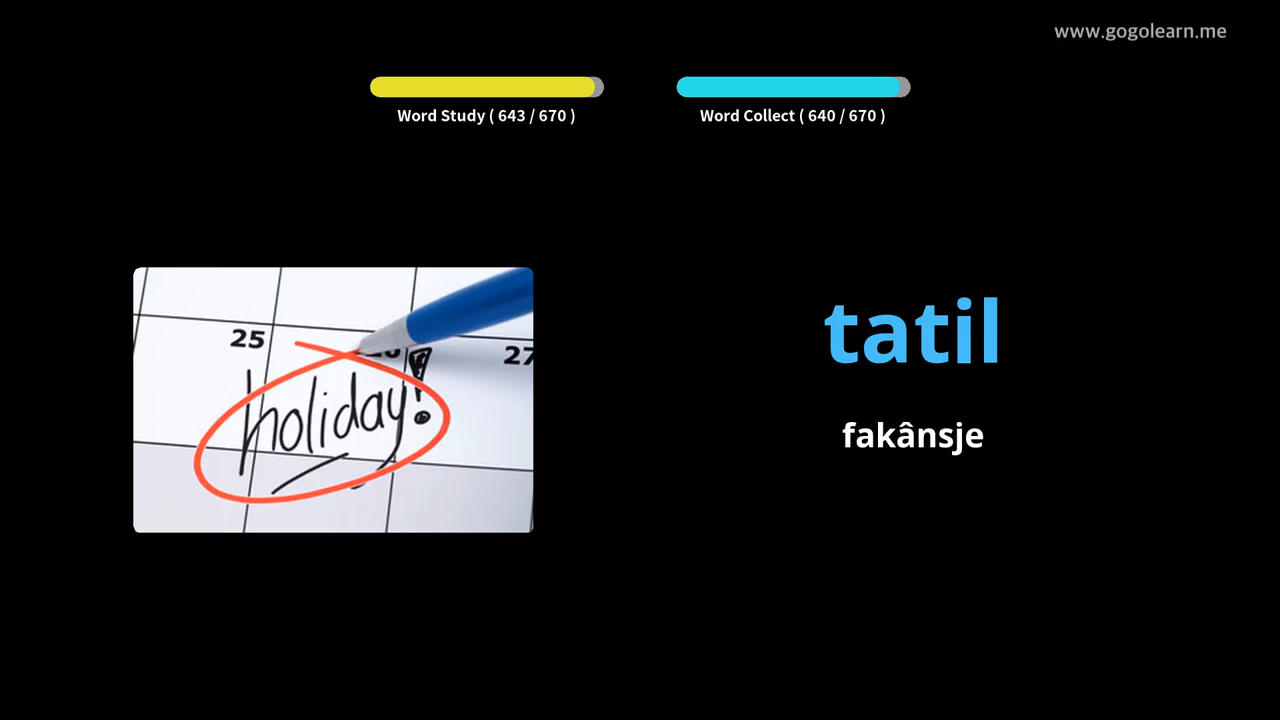 www.gogolearn.me
Word Study ( 643 / 670 )
Word Collect ( 640 / 670 )
25
27
holiday!
tatil
fakânsje